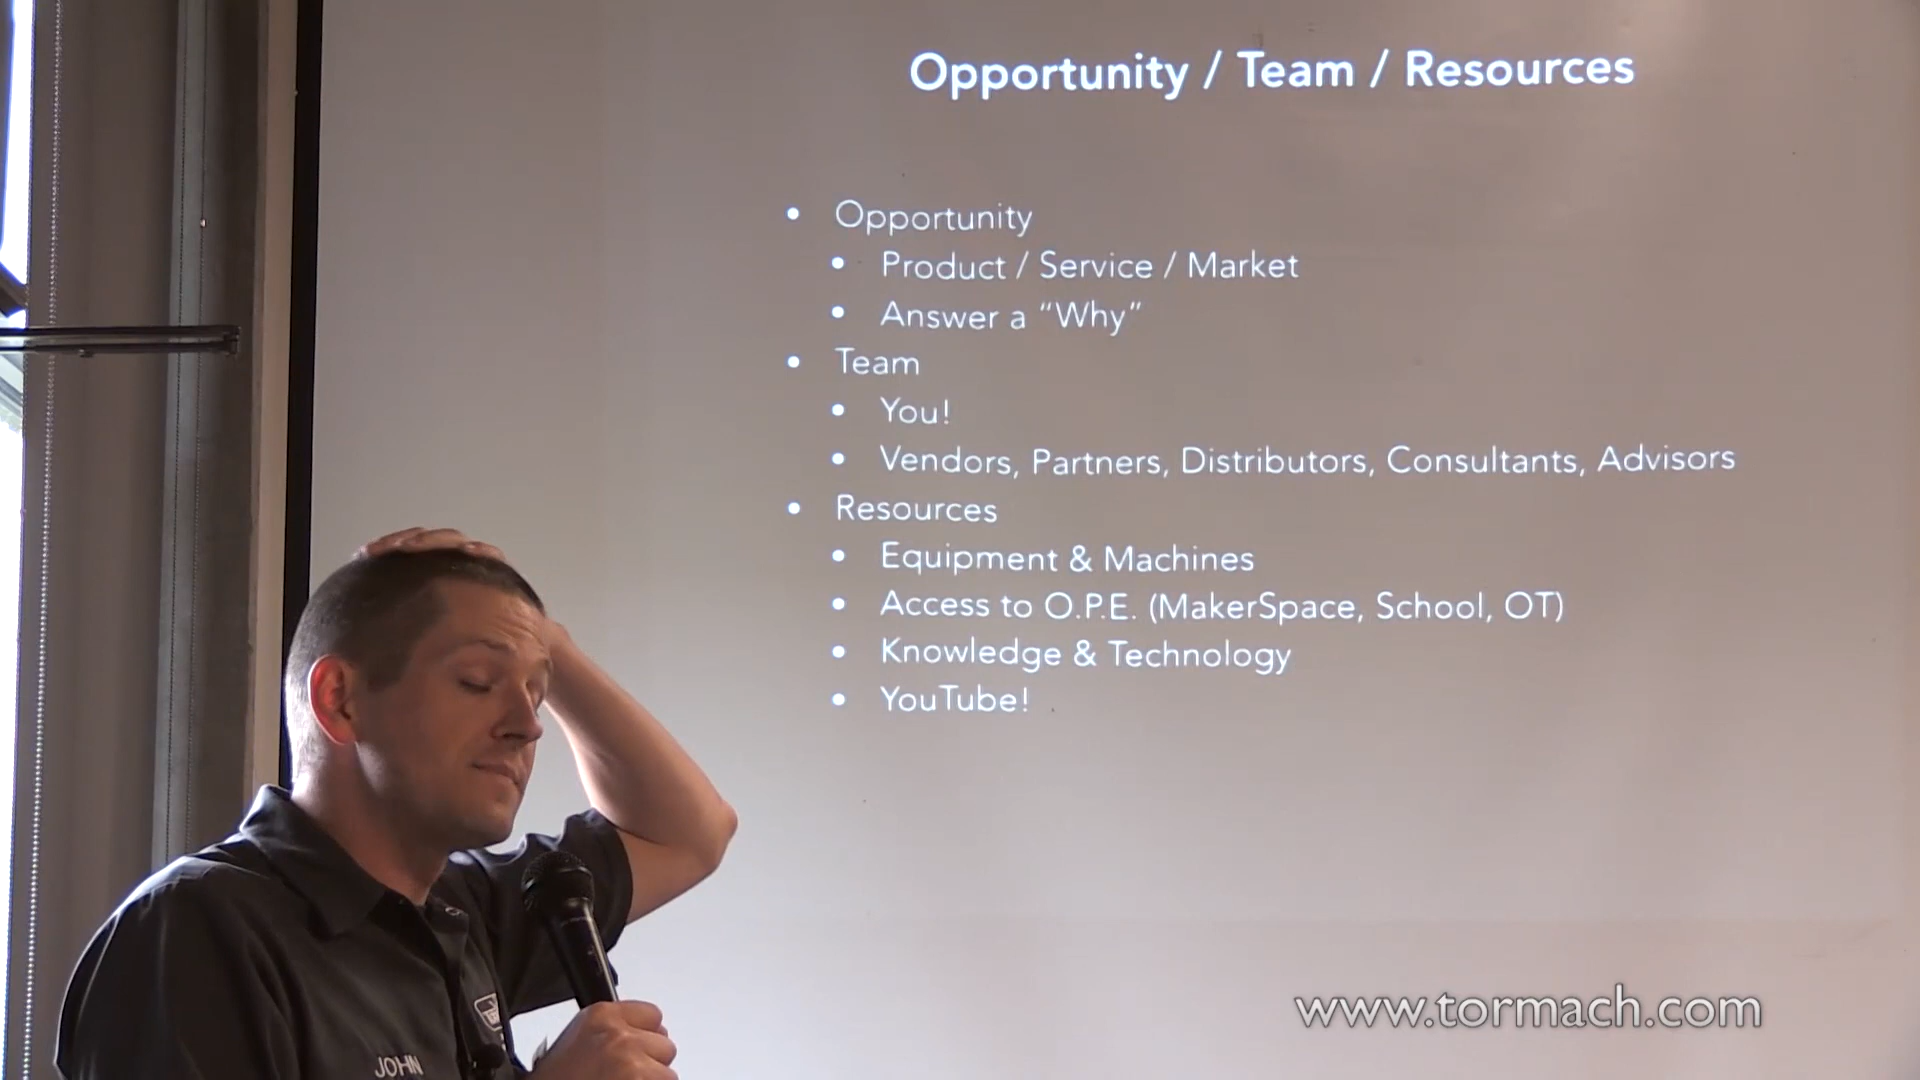 Opportunity / Team / Resources
• Opportunity
• Product / Service / Market
• Answer a “Why”
• Team
• You!
• Vendors, Partners, Distributors, Consultants, Advisors
• Resources
• Equipment & Machines
• Access to O.P.E. (MakerSpace, School, OT)
• Knowledge & Technology
• YouTube!
www.tormach.com
JOHN